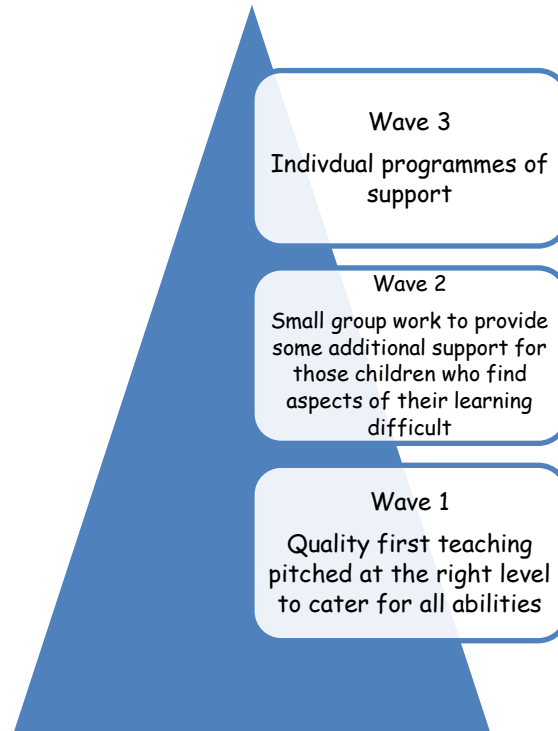 Wave 3
Indivdual programmes of
support
Wave 2
Small group work to provide
some additional support for
those children who find
aspects of their learning
difficult
Wave 1
Quality first teaching
pitched at the right level
to cater for all abilities